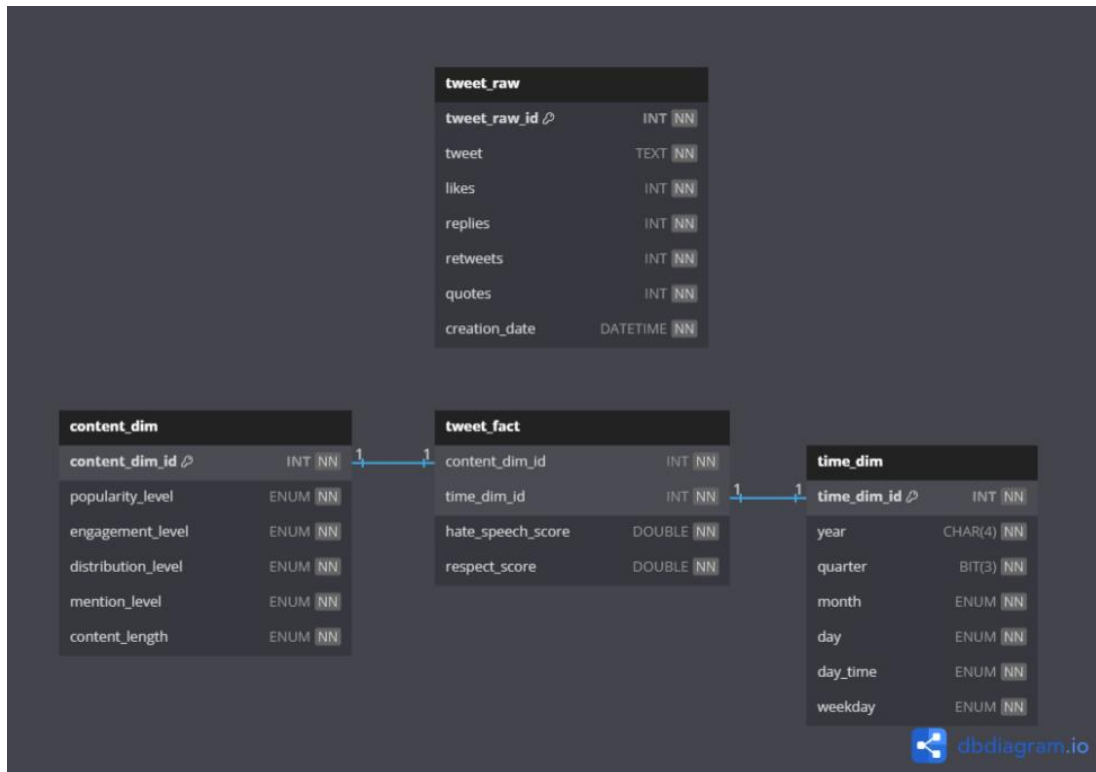 tweet_raw
tweet_raw_id INT NN
tweet TEXT NN
likes INT NN
replies INT NN
retweets INT NN
quotes INT NN
creation_date DATETIME NN
content_dim
content_dim_id INT NN
popularity_level ENUM NN
engagement_level ENUM NN
distribution_level ENUM NN
mention_level ENUM NN
content_length ENUM NN
1 1
tweet_fact
content_dim_id INT NN
time_dim_id INT NN
hate_speech_score DOUBLE NN
respect_score DOUBLE NN
1 1
time_dim
time_dim_id INT NN
year CHAR(4) NN
quarter BIT(3) NN
month ENUM NN
day ENUM NN
day_time ENUM NN
weekday ENUM NN
dbdiagram.io